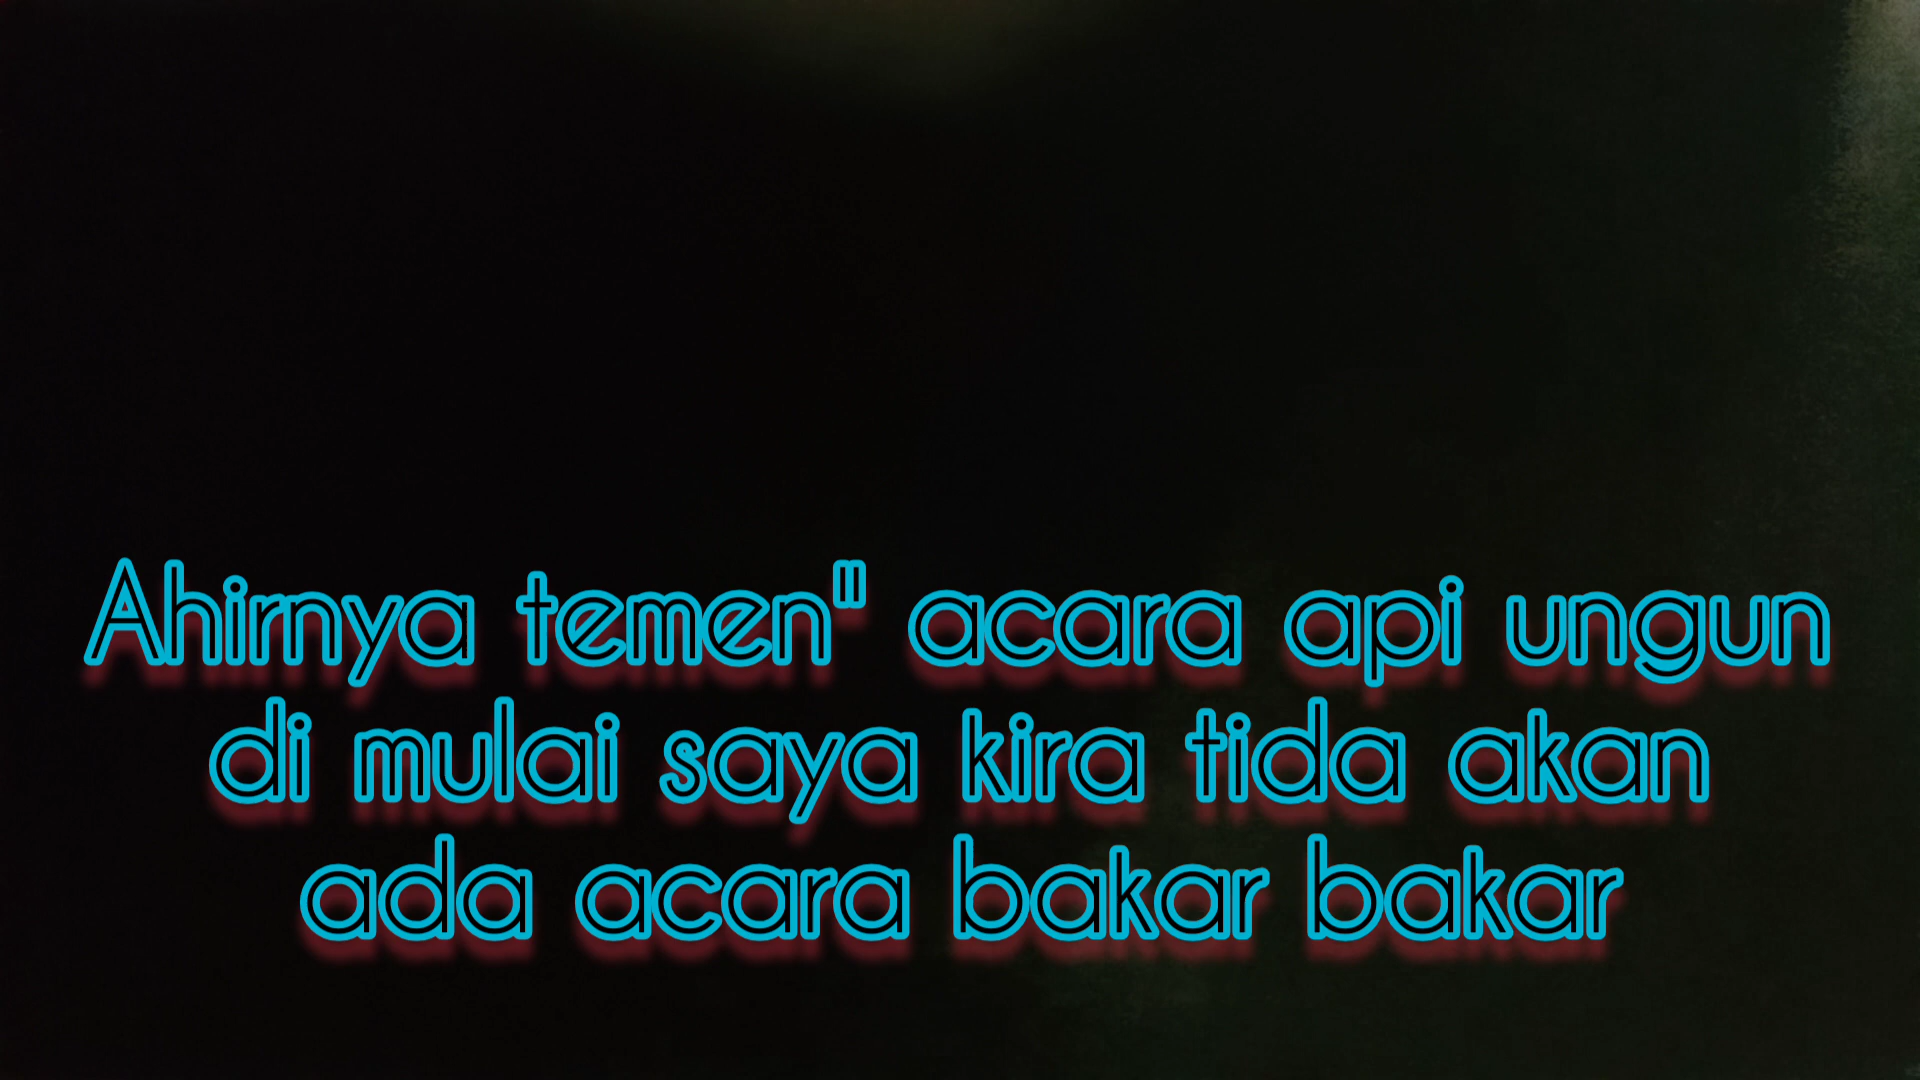 Ahirnya temen" acara api ungun
di mulai saya kira tida akan
ada acara bakar bakar